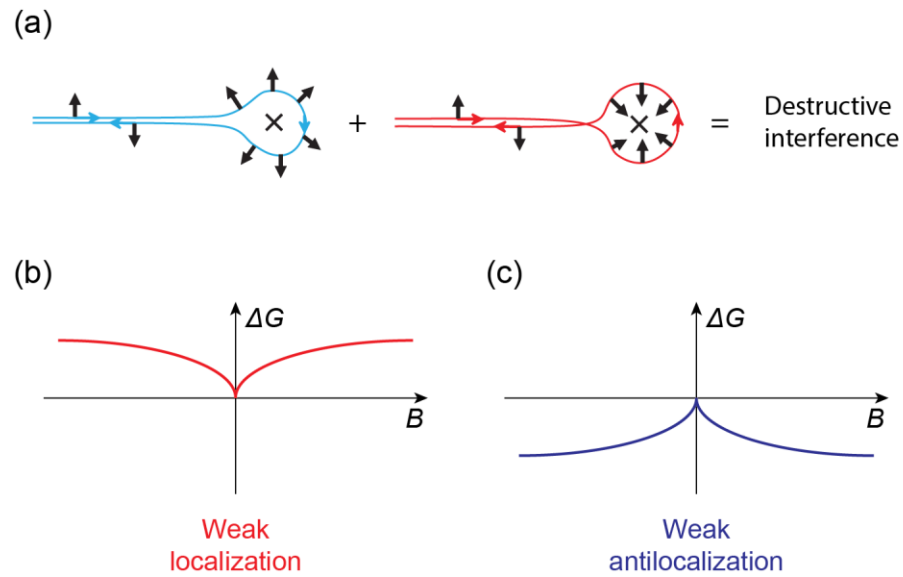 (a)
+
=
Destructive
interference
(b)
ΔG
B
Weak
localization
(c)
ΔG
B
Weak
antilocalization